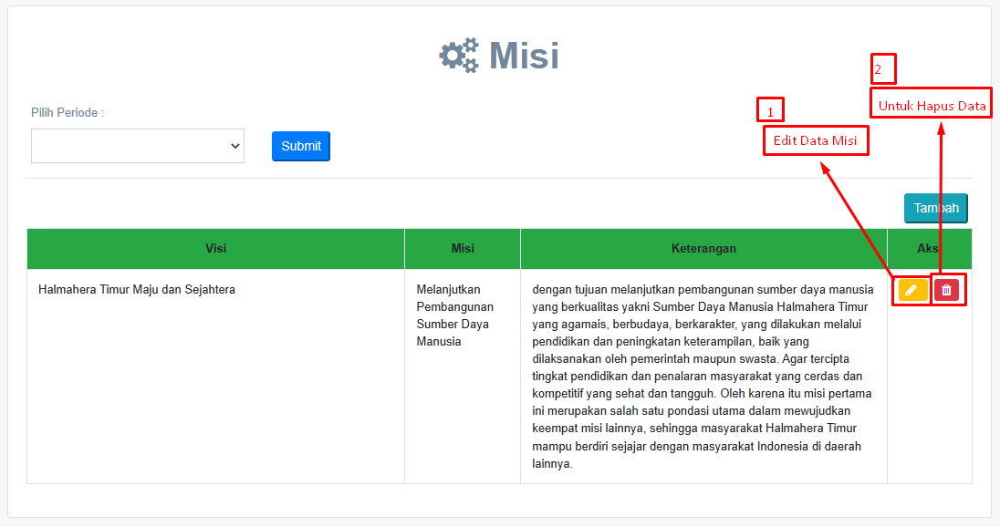 Misi
2
Untuk Hapus Data
Pilih Periode :
1
Edit Data Misi
Submit
Tambah
Visi
Misi
Keterangan
Aks
Halmahera Timur Maju dan Sejahtera
Melanjutkan
Pembangunan
Sumber Daya
Manusia
dengan tujuan melanjutkan pembangunan sumber daya manusia
yang berkualitas yakni Sumber Daya Manusia Halmahera Timur
yang agamais, berbudaya, berkarakter, yang dilakukan melalui
pendidikan dan peningkatan keterampilan, baik yang
dilaksanakan oleh pemerintah maupun swasta. Agar tercipta
tingkat pendidikan dan penalaran masyarakat yang cerdas dan
kompetitif yang sehat dan tangguh. Oleh karena itu misi pertama
ini merupakan salah satu pondasi utama dalam mewujudkan
keempat misi lainnya, sehingga masyarakat Halmahera Timur
mampu berdiri sejajar dengan masyarakat Indonesia di daerah
lainnya.